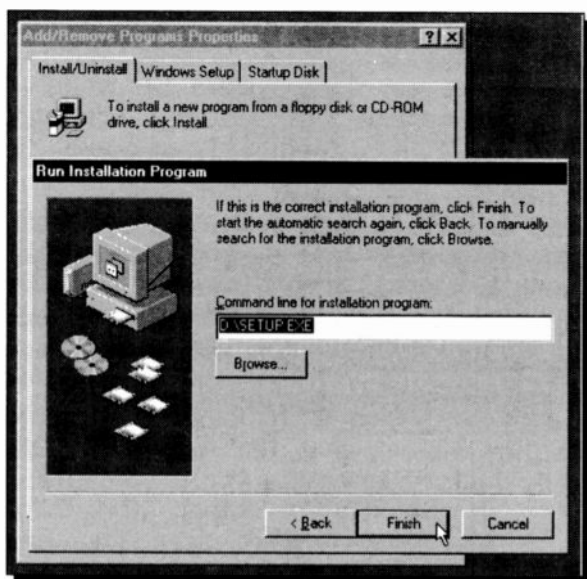 Add/Remove Programs Properties
Install/Uninstall
Windows Setup
Startup Disk
To install a new program from a floppy disk or CD-ROM
drive, click Install.
Run Installation Program
If this is the correct installation program, click Finish. To
start the automatic search again, click Back. To manually
search for the installation program, click Browse.
Command line for installation program:
D:\SETUP.EXE
Browse...
< Back
Finish
Cancel